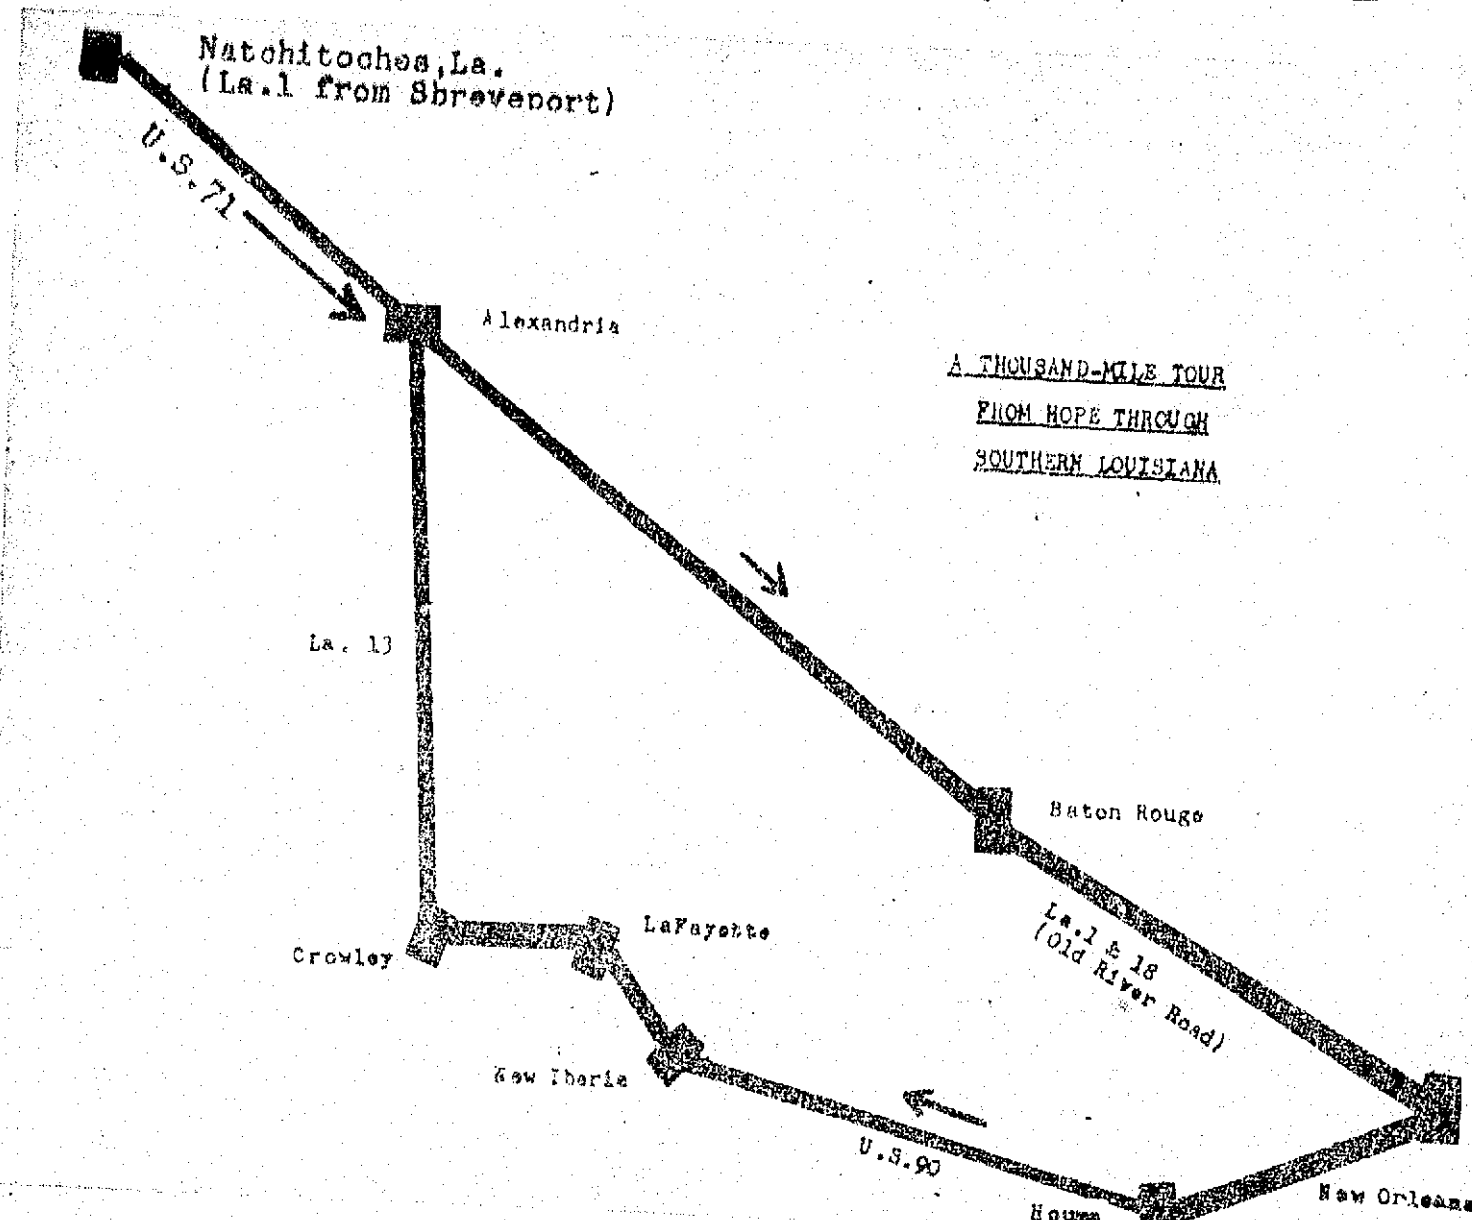 Natchitoches,La.
(La.1 from Shreveport)
U.S.71
Alexandria
A THOUSAND-MILE TOUR
FROM HOPE THROUGH
SOUTHERN LOUISIANA
La. 13
Baton Rouge
La.1 & 18
(Old River Road)
LaFayette
Crowley
New Iberia
U.S.90
New Orleans
Houma